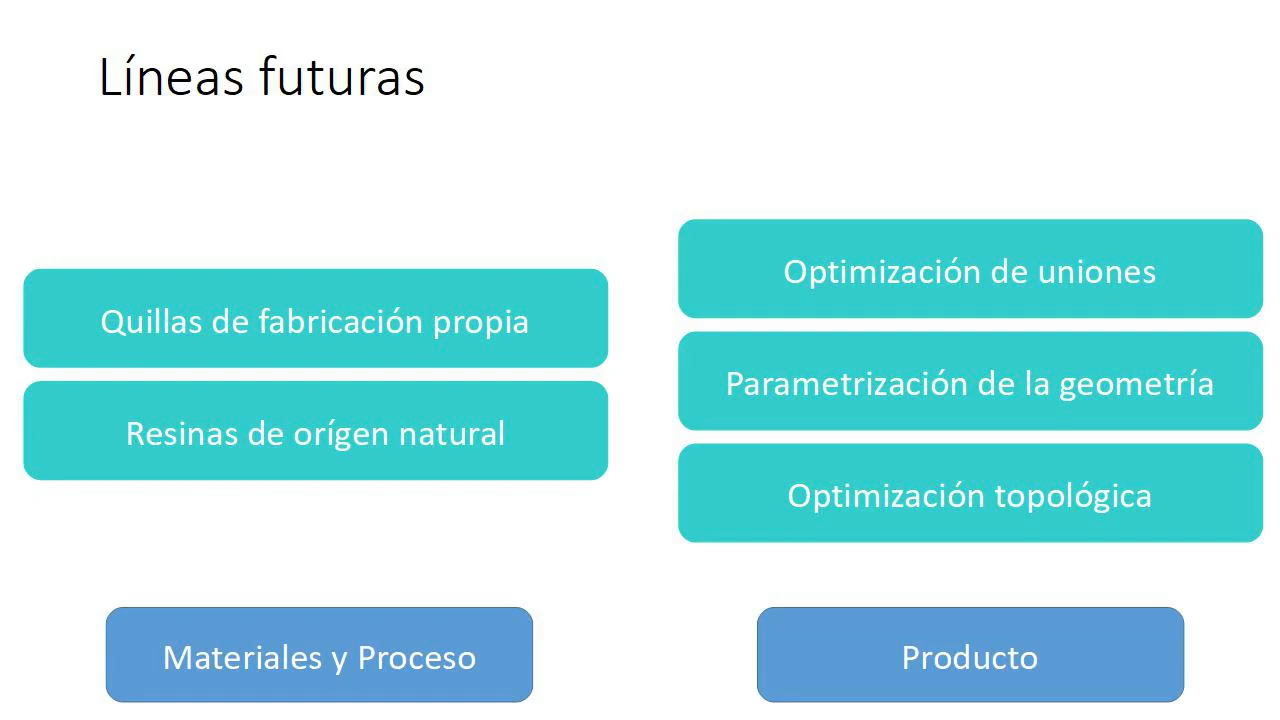 Líneas futuras
Quillas de fabricación propia
Resinas de orígen natural
Materiales y Proceso
Optimización de uniones
Parametrización de la geometría
Optimización topológica
Producto